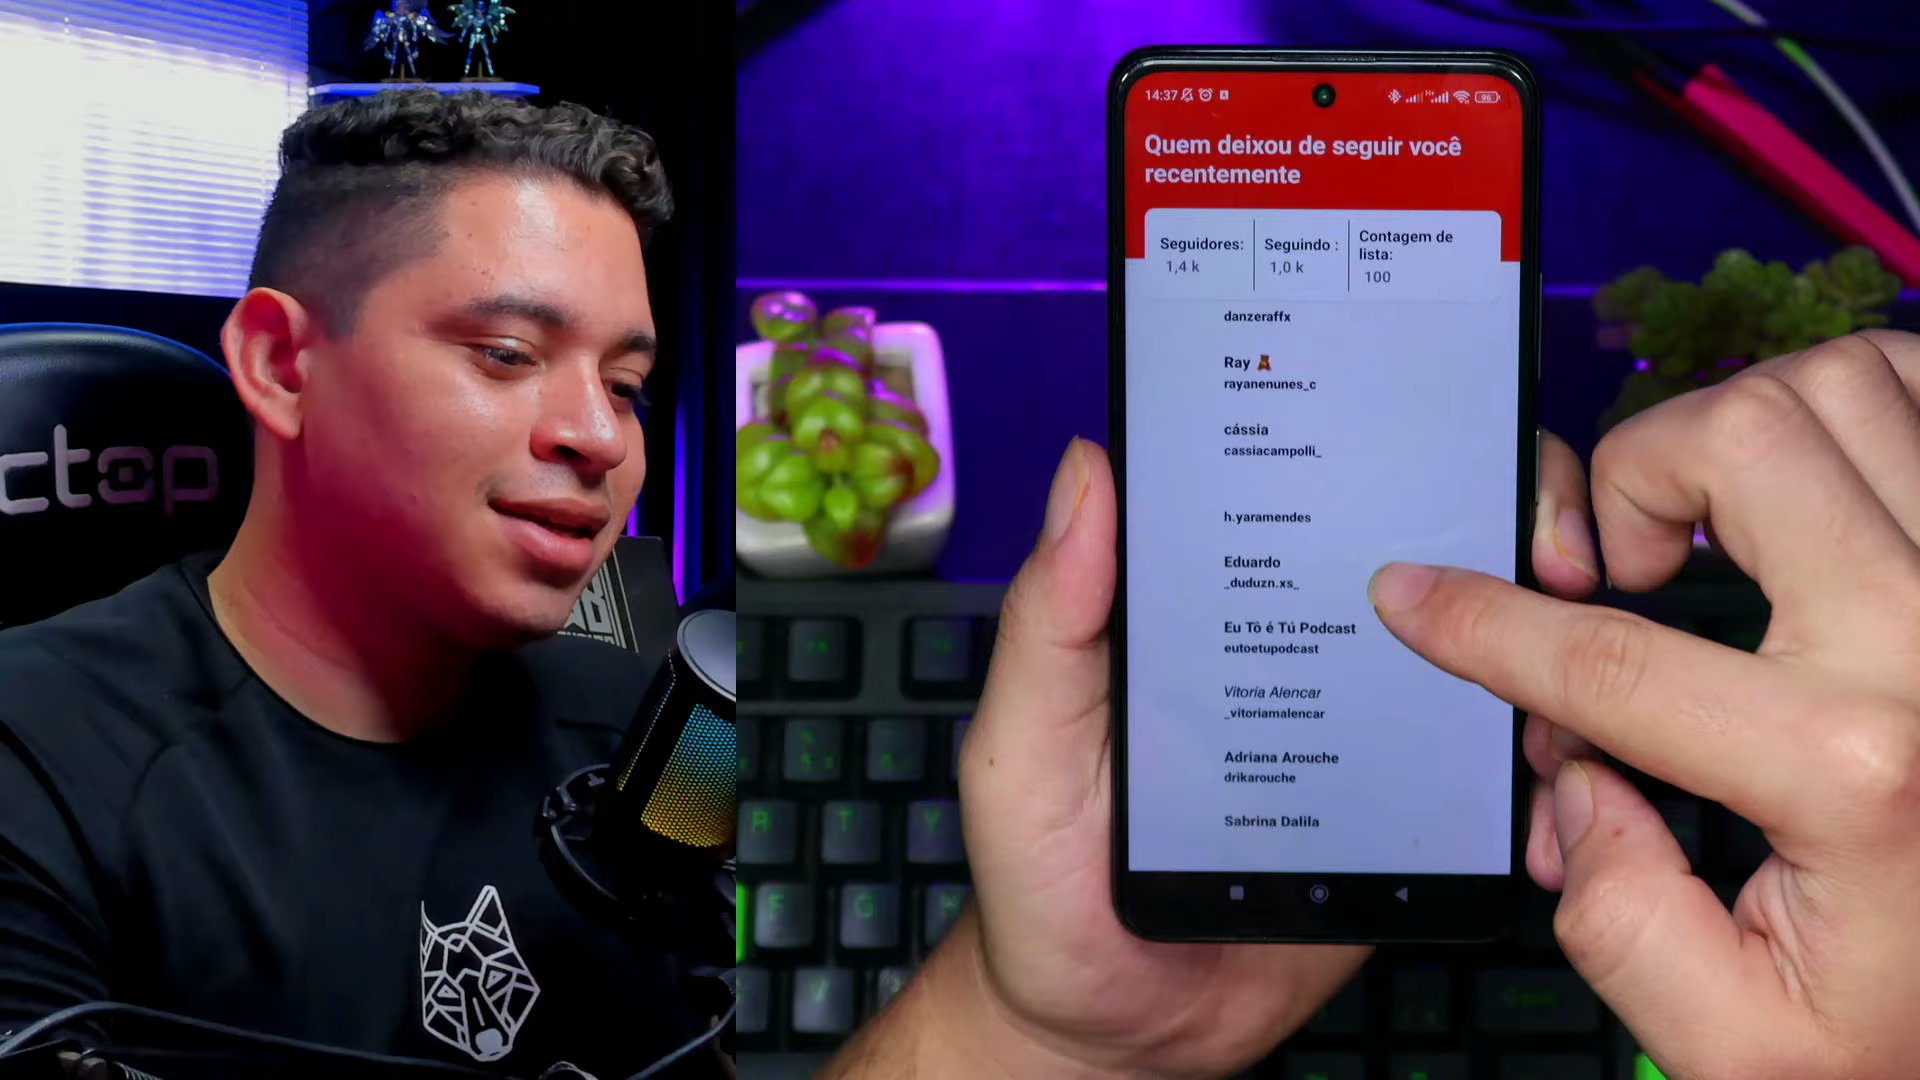 ctop
14:37
96
Quem deixou de seguir você
recentemente
Seguidores:
1,4 k
Seguindo :
1,0 k
Contagem de
lista:
100
danzeraffx
Ray
rayanenunes_c
cássia
cassiacampolli_
h.yaramendes
Eduardo
_duduzn.xs_
Eu Tô é Tú Podcast
eutoetupodcast
Vitoria Alencar
_vitoriamalencar
Adriana Arouche
drikarouche
Sabrina Dalila
R T Y
F G H
V